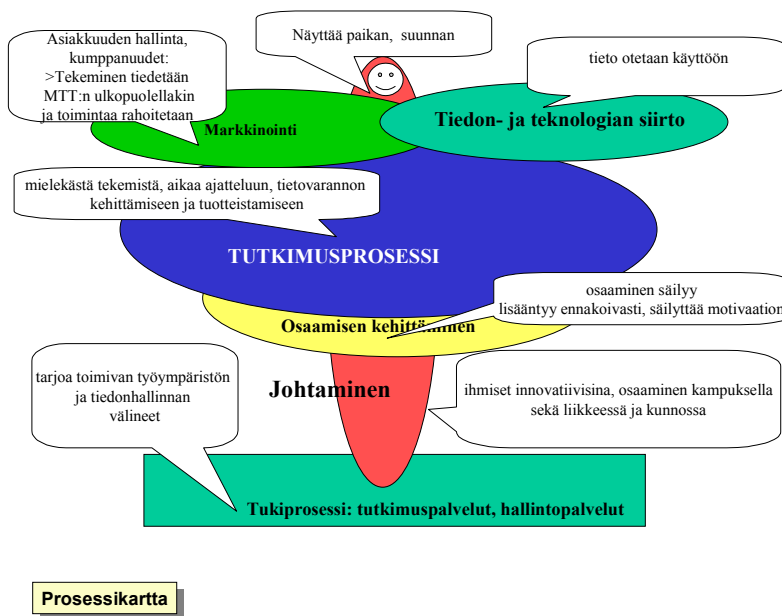 Asiakkuuden hallinta,
kumppanuudet:
>Tekeminen tiedetään
MTT:n ulkopuolellakin
ja toimintaa rahoitetaan
Näyttää paikan, suunnan
tieto otetaan käyttöön
Markkinointi
Tiedon- ja teknologian siirto
mielekästä tekemistä, aikaa ajatteluun, tietovarannon
kehittämiseen ja tuotteistamiseen
TUTKIMUSPROSESSI
osaaminen säilyy
lisääntyy ennakoivasti, säilyttää motivaation
Osaamisen kehittäminen
tarjoa toimivan työympäristön
ja tiedonhallinnan
välineet
Johtaminen
ihmiset innovatiivisina, osaaminen kampuksella
sekä liikkeessä ja kunnossa
Tukiprosessi: tutkimuspalvelut, hallintopalvelut
Prosessikartta